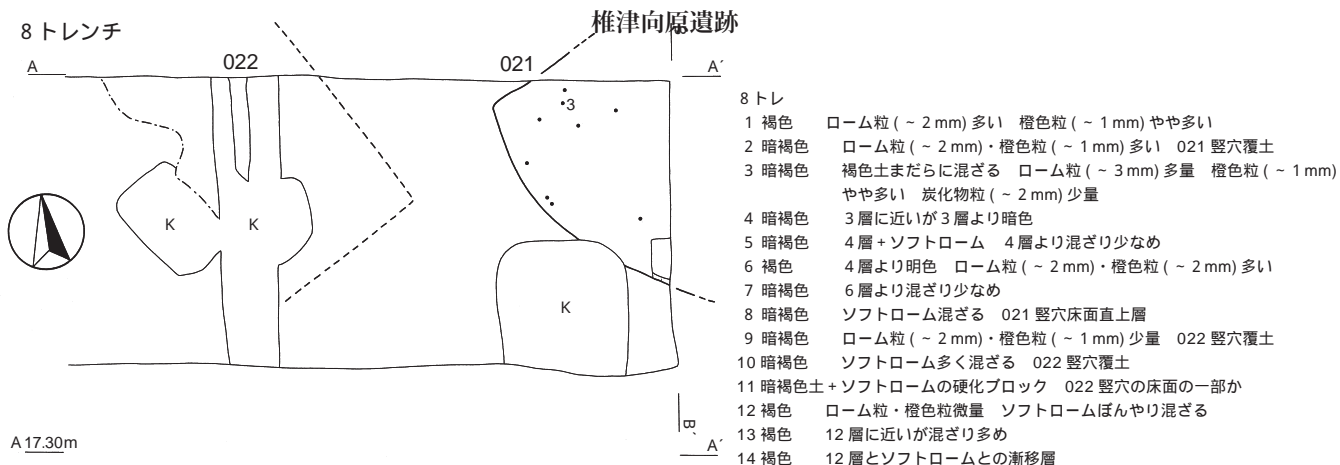 椎津向原遺跡
8 トレンチ
A
022
021
B
A´
3
K
K
K
B´
A 17.30m
A´
8 トレ
1 褐色 ローム粒 ( ~ 2 mm) 多い 橙色粒 ( ~ 1 mm) やや多い
2 暗褐色 ローム粒 ( ~ 2 mm)・橙色粒 ( ~ 1 mm) 多い 021 竪穴覆土
3 暗褐色 褐色土まだらに混ざる ローム粒 ( ~ 3 mm) 多量 橙色粒 ( ~ 1 mm)
やや多い 炭化物粒 ( ~ 2 mm) 少量
4 暗褐色 3 層に近いが 3 層より暗色
5 暗褐色 4 層 + ソフトローム 4 層より混ざり少なめ
6 褐色 4 層より明色 ローム粒 ( ~ 2 mm)・橙色粒 ( ~ 2 mm) 多い
7 暗褐色 6 層より混ざり少なめ
8 暗褐色 ソフトローム混ざる 021 竪穴床面直上層
9 暗褐色 ローム粒 ( ~ 2 mm)・橙色粒 ( ~ 1 mm) 少量 022 竪穴覆土
10 暗褐色 ソフトローム多く混ざる 022 竪穴覆土
11 暗褐色土 + ソフトロームの硬化ブロック 022 竪穴の床面の一部か
12 褐色 ローム粒・橙色粒微量 ソフトロームぼんやり混ざる
13 褐色 12 層に近いが混ざり多め
14 褐色 12 層とソフトロームとの漸移層